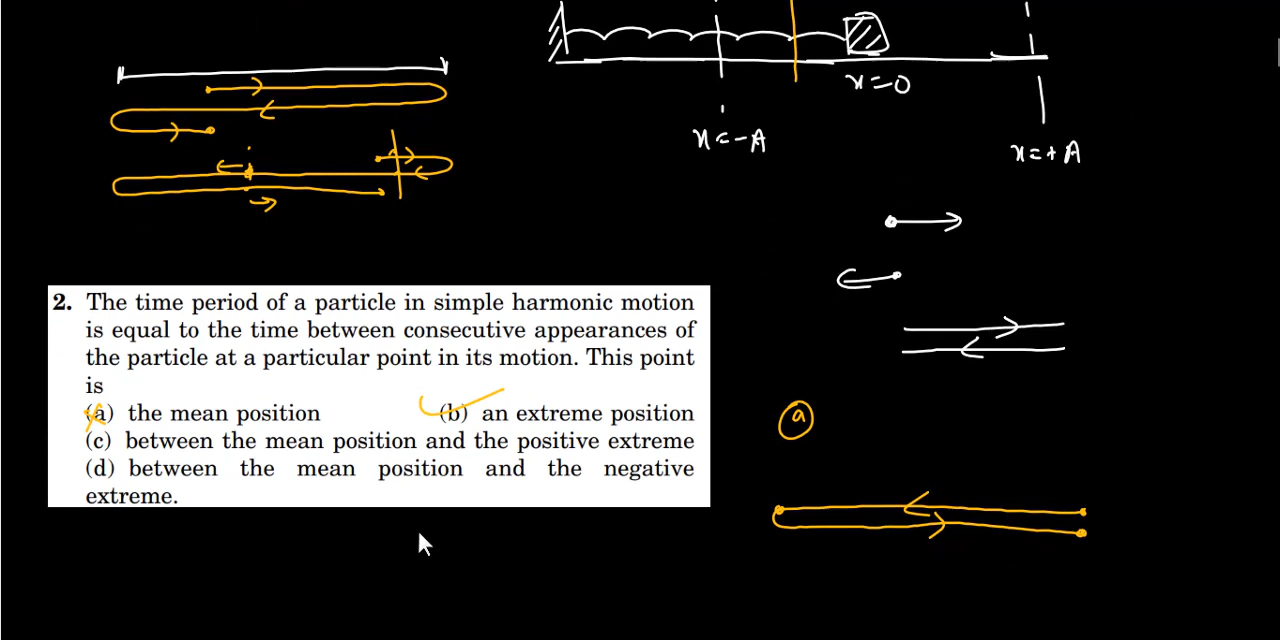 x=0
x=-A
x=+A
2. The time period of a particle in simple harmonic motion
is equal to the time between consecutive appearances of
the particle at a particular point in its motion. This point
is
(a) the mean position (b) an extreme position
(c) between the mean position and the positive extreme
(d) between the mean position and the negative
extreme.
a